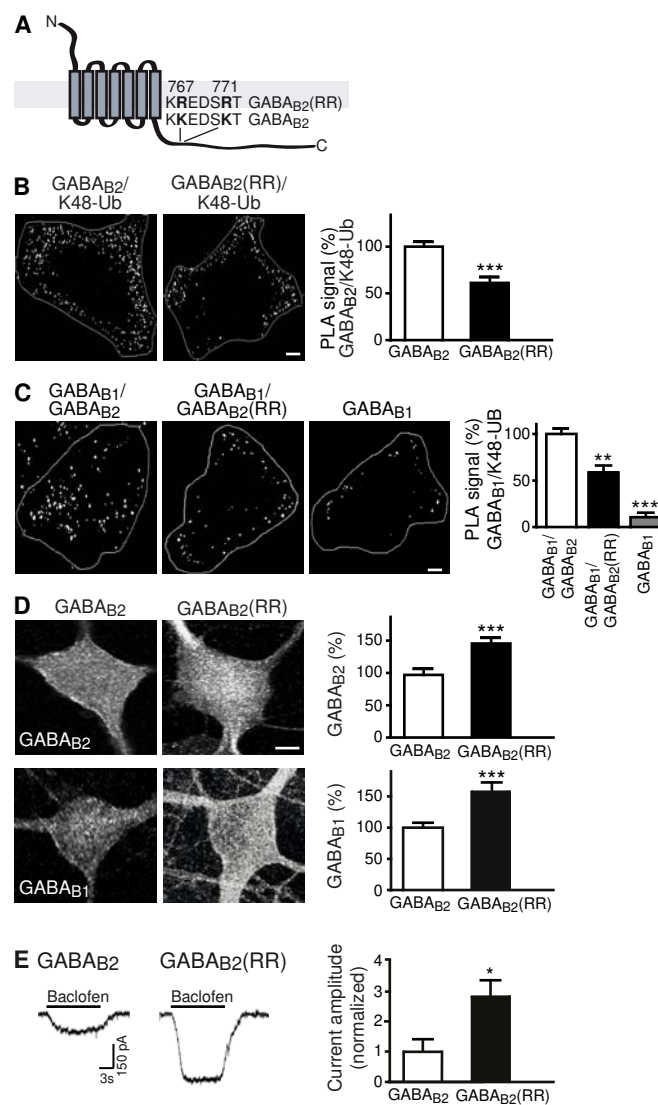 A
N
767 771
KREDSRT GABAB2(RR)
KKEDSKT GABAB2
C
B
GABAB2/
K48-Ub
GABAB2(RR)/
K48-Ub
PLA signal (%)
GABAB2/K48-Ub
100
50
0
***
GABAB2
GABAB2(RR)
C
GABAB1/
GABAB2
GABAB1/
GABAB2(RR)
GABAB1
PLA signal (%)
GABAB1/K48-UB
100
50
0
**
***
GABAB1/
GABAB2
GABAB1/
GABAB2(RR)
GABAB1
D
GABAB2
GABAB2(RR)
GABAB2
GABAB2 (%)
150
100
50
0
***
GABAB2
GABAB2(RR)
GABAB1
GABAB1 (%)
150
100
50
0
***
GABAB2
GABAB2(RR)
E
GABAB2
GABAB2(RR)
Baclofen
Baclofen
3s
150 pA
Current amplitude
(normalized)
4
3
2
1
0
*
GABAB2
GABAB2(RR)